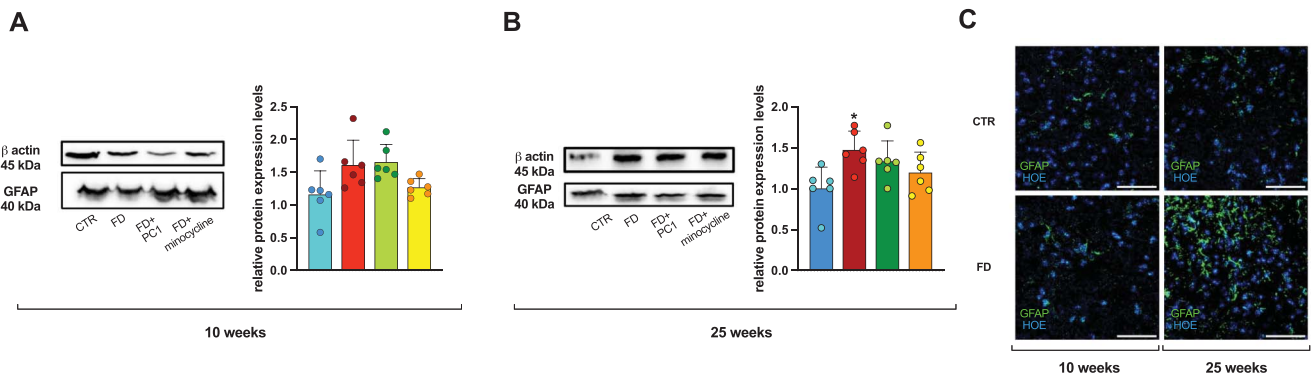 A
β actin
45 kDa
GFAP
40 kDa
CTR
FD
FD+
PC1
FD+
minocycline
relative protein expression levels
2.5
2.0
1.5
1.0
0.5
0.0
10 weeks
B
β actin
45 kDa
GFAP
40 kDa
CTR
FD
FD+
PC1
FD+
minocycline
relative protein expression levels
2.0
1.5
1.0
0.5
0.0
*
25 weeks
C
CTR
GFAP
HOE
GFAP
HOE
FD
GFAP
HOE
GFAP
HOE
10 weeks
25 weeks